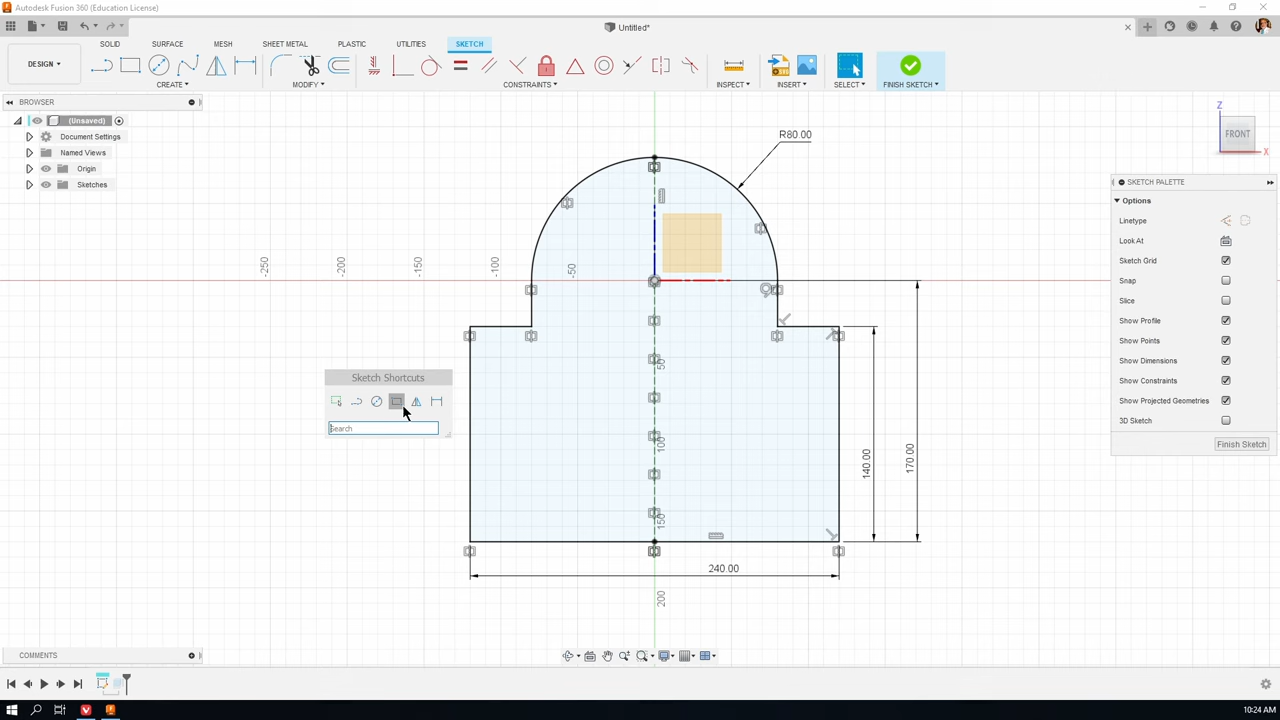 Autodesk Fusion 360 (Education License)
Untitled*
DESIGN
SOLID SURFACE MESH SHEET METAL PLASTIC UTILITIES SKETCH
CREATE MODIFY CONSTRAINTS INSPECT INSERT SELECT FINISH SKETCH
BROWSER
(Unsaved)
Document Settings
Named Views
Origin
Sketches
Z
FRONT
X
R80.00
-250
-200
-150
-100
-50
50
100
150
200
140.00
170.00
240.00
Sketch Shortcuts
Search
SKETCH PALETTE
Options
Linetype
Look At
Sketch Grid
Snap
Slice
Show Profile
Show Points
Show Dimensions
Show Constraints
Show Projected Geometries
3D Sketch
Finish Sketch
COMMENTS
10:24 AM